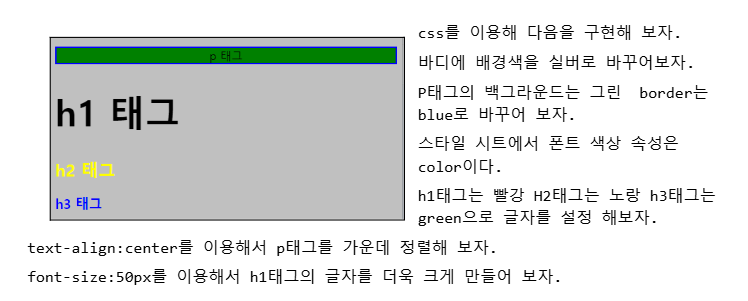 p 태그
h1 태그
h2 태그
h3 태그
css를 이용해 다음을 구현해 보자.
바디에 배경색을 실버로 바꾸어보자.
P태그의 백그라운드는 그린 border는
blue로 바꾸어 보자.
스타일 시트에서 폰트 색상 속성은
color이다.
h1태그는 빨강 H2태그는 노랑 h3태그는
green으로 글자를 설정 해보자.
text-align:center를 이용해서 p태그를 가운데 정렬해 보자.
font-size:50px를 이용해서 h1태그의 글자를 더욱 크게 만들어 보자.